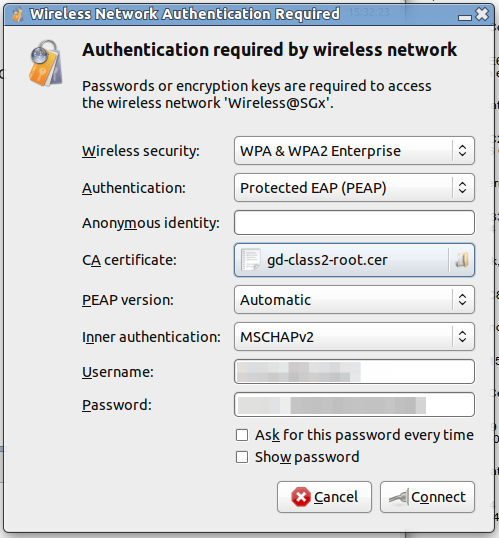 Wireless Network Authentication Required
Authentication required by wireless network
Passwords or encryption keys are required to access
the wireless network 'Wireless@SGx'.
Wireless security: WPA & WPA2 Enterprise
Authentication: Protected EAP (PEAP)
Anonymous identity:
CA certificate: gd-class2-root.cer
PEAP version: Automatic
Inner authentication: MSCHAPv2
Username:
Password:
Ask for this password every time
Show password
Cancel Connect